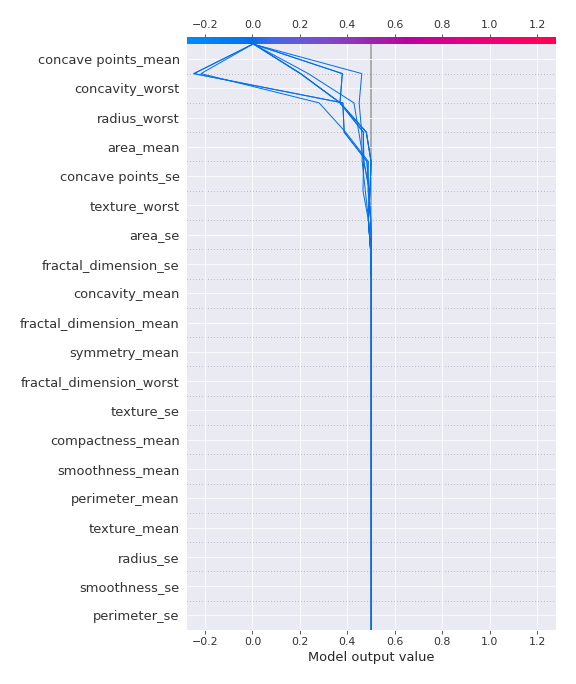 −0.2 0.0 0.2 0.4 0.6 0.8 1.0 1.2
concave points_mean
concavity_worst
radius_worst
area_mean
concave points_se
texture_worst
area_se
fractal_dimension_se
concavity_mean
fractal_dimension_mean
symmetry_mean
fractal_dimension_worst
texture_se
compactness_mean
smoothness_mean
perimeter_mean
texture_mean
radius_se
smoothness_se
perimeter_se
−0.2 0.0 0.2 0.4 0.6 0.8 1.0 1.2
Model output value